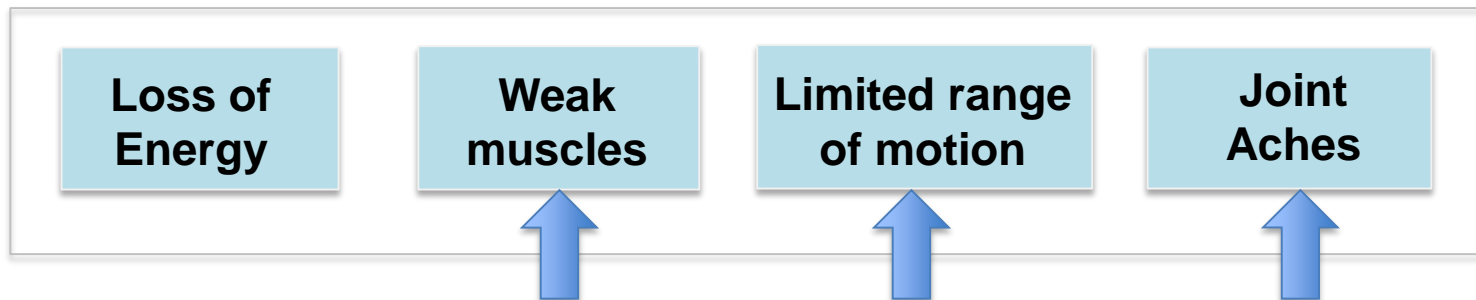 Loss of
Energy
Weak
muscles
Limited range
of motion
Joint
Aches